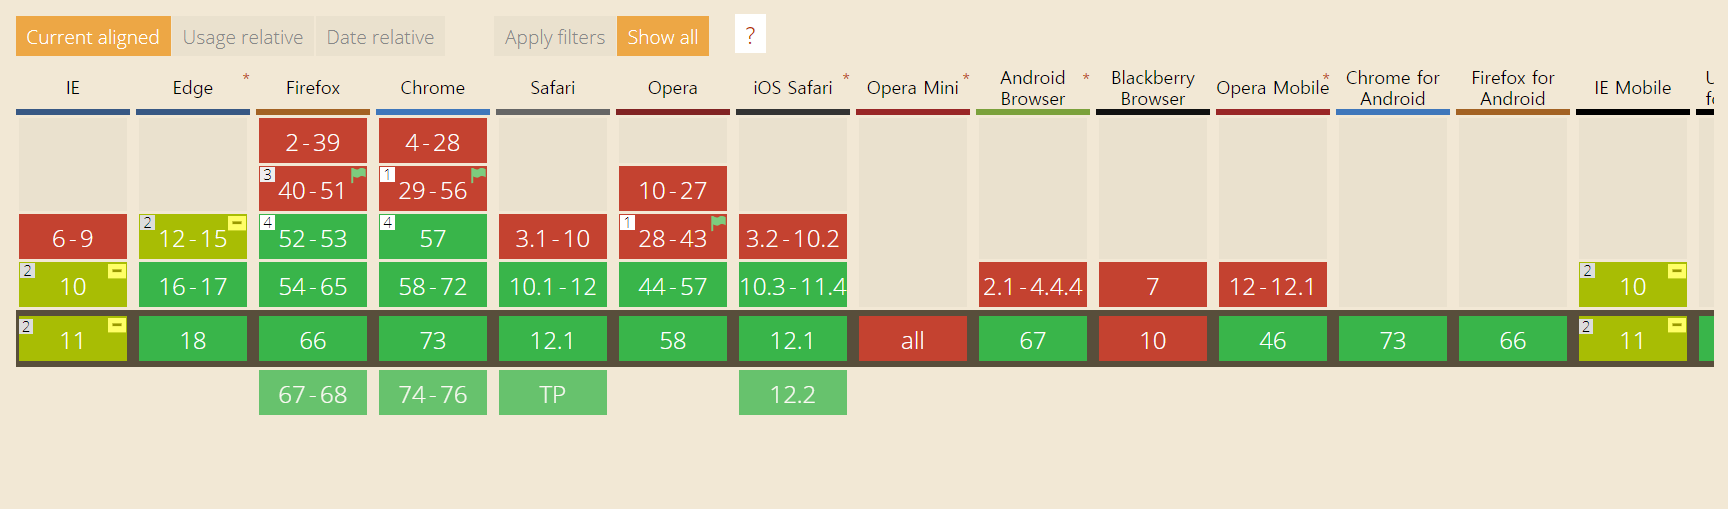 Current aligned Usage relative Date relative Apply filters Show all ?
IE Edge * Firefox Chrome Safari Opera iOS Safari * Opera Mini * Android Browser * Blackberry Browser Opera Mobile * Chrome for Android Firefox for Android IE Mobile
2-39 4-28
3 40-51 1 29-56 10-27
6-9 2 12-15 4 52-53 4 57 3.1-10 1 28-43 3.2-10.2
2 10 16-17 54-65 58-72 10.1-12 44-57 10.3-11.4 2.1-4.4.4 7 12-12.1 2 10
2 11 18 66 73 12.1 58 12.1 all 67 10 46 73 66 2 11
67-68 74-76 TP 12.2